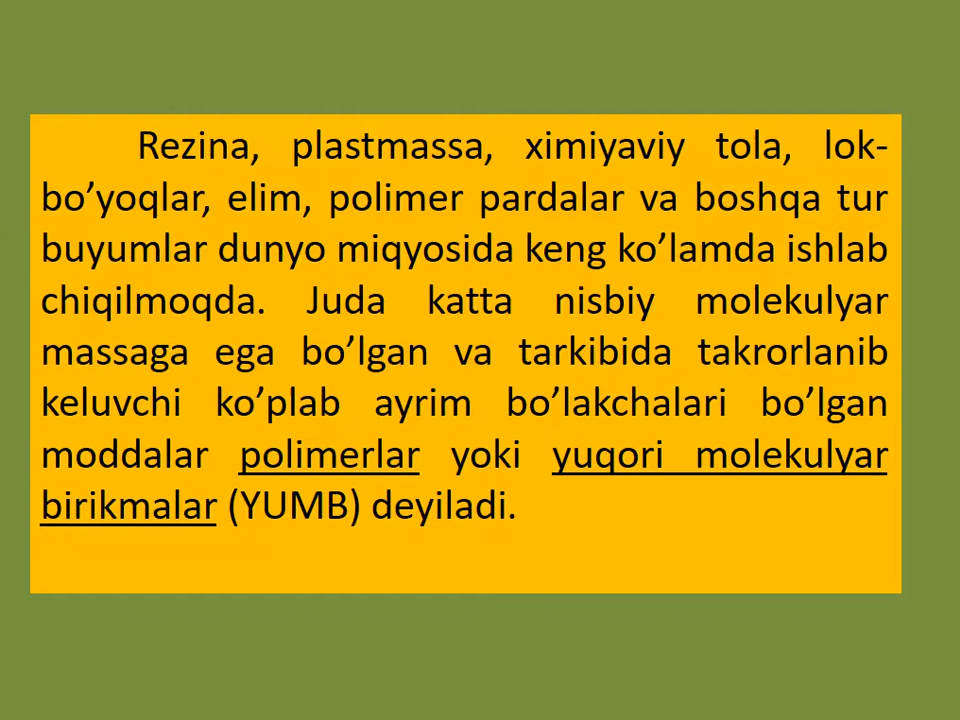 Rezina, plastmassa, ximiyaviy tola, lok-
bo’yoqlar, elim, polimer pardalar va boshqa tur
buyumlar dunyo miqyosida keng ko’lamda ishlab
chiqilmoqda. Juda katta nisbiy molekulyar
massaga ega bo’lgan va tarkibida takrorlanib
keluvchi ko’plab ayrim bo’lakchalari bo’lgan
moddalar polimerlar yoki yuqori molekulyar
birikmalar (YUMB) deyiladi.